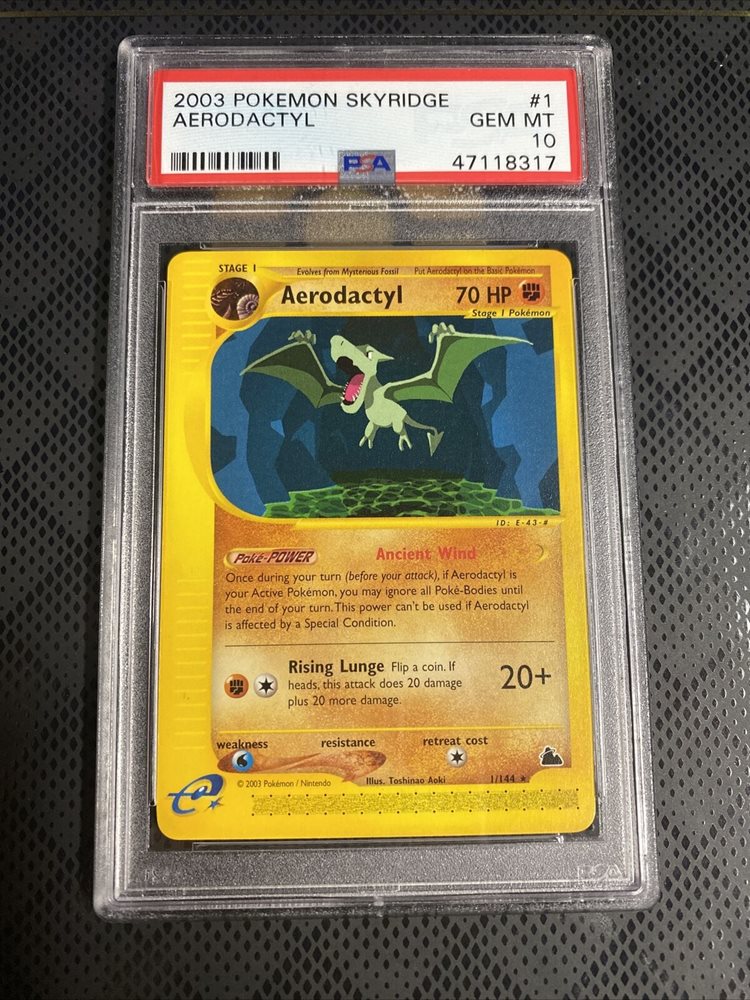 2003 POKEMON SKYRIDGE #1
AERODACTYL GEM MT
10
PSA 47118317
STAGE 1 Evolves from Mysterious Fossil Put Aerodactyl on the Basic Pokémon
Aerodactyl 70 HP
Stage 1 Pokémon
ID: E-43-#
Poké-POWER Ancient Wind
Once during your turn (before your attack), if Aerodactyl is
your Active Pokémon, you may ignore all Poké-Bodies until
the end of your turn. This power can't be used if Aerodactyl
is affected by a Special Condition.
Rising Lunge Flip a coin. If
heads, this attack does 20 damage
plus 20 more damage.
20+
weakness resistance retreat cost
© 2003 Pokémon / Nintendo Illus. Toshinao Aoki 1/144 ★
e